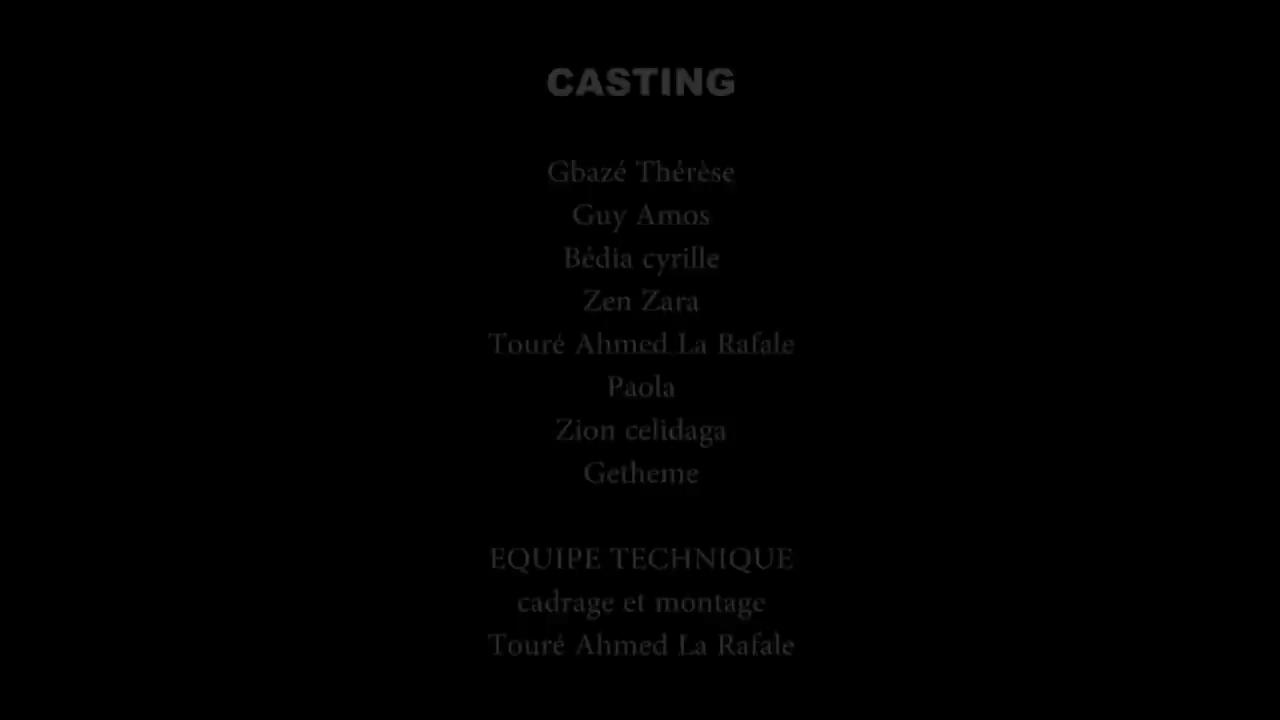 CASTING
Gbazé Thérèse
Guy Amos
Bédia cyrille
Zen Zara
Touré Ahmed La Rafale
Paola
Zion celidaga
Getheme
EQUIPE TECHNIQUE
cadrage et montage
Touré Ahmed La Rafale